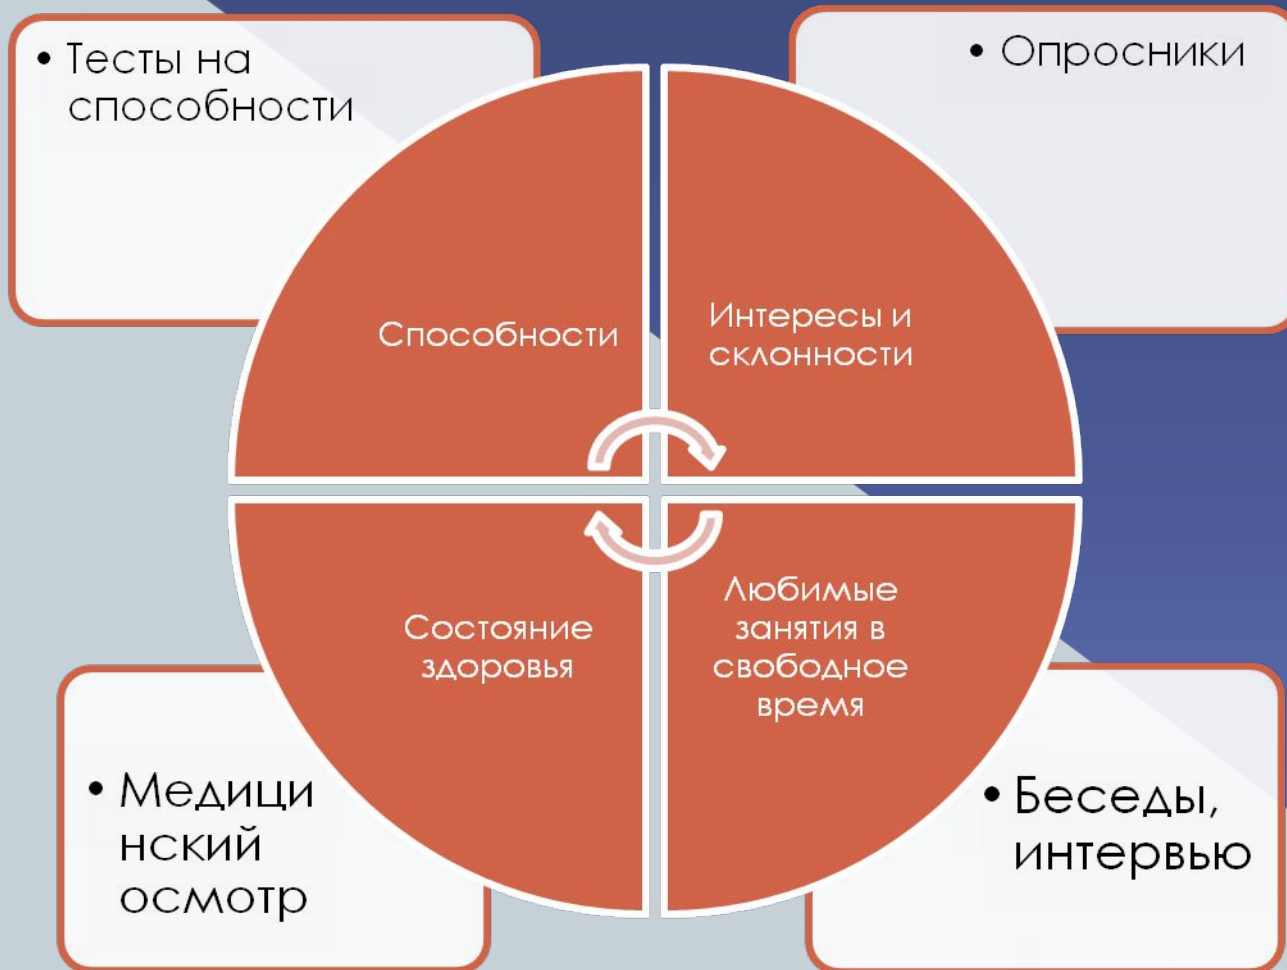 • Тесты на
способности
• Опросники
Способности
Интересы и
склонности
Состояние
здоровья
Любимые
занятия в
свободное
время
• Медици
нский
осмотр
• Беседы,
интервью